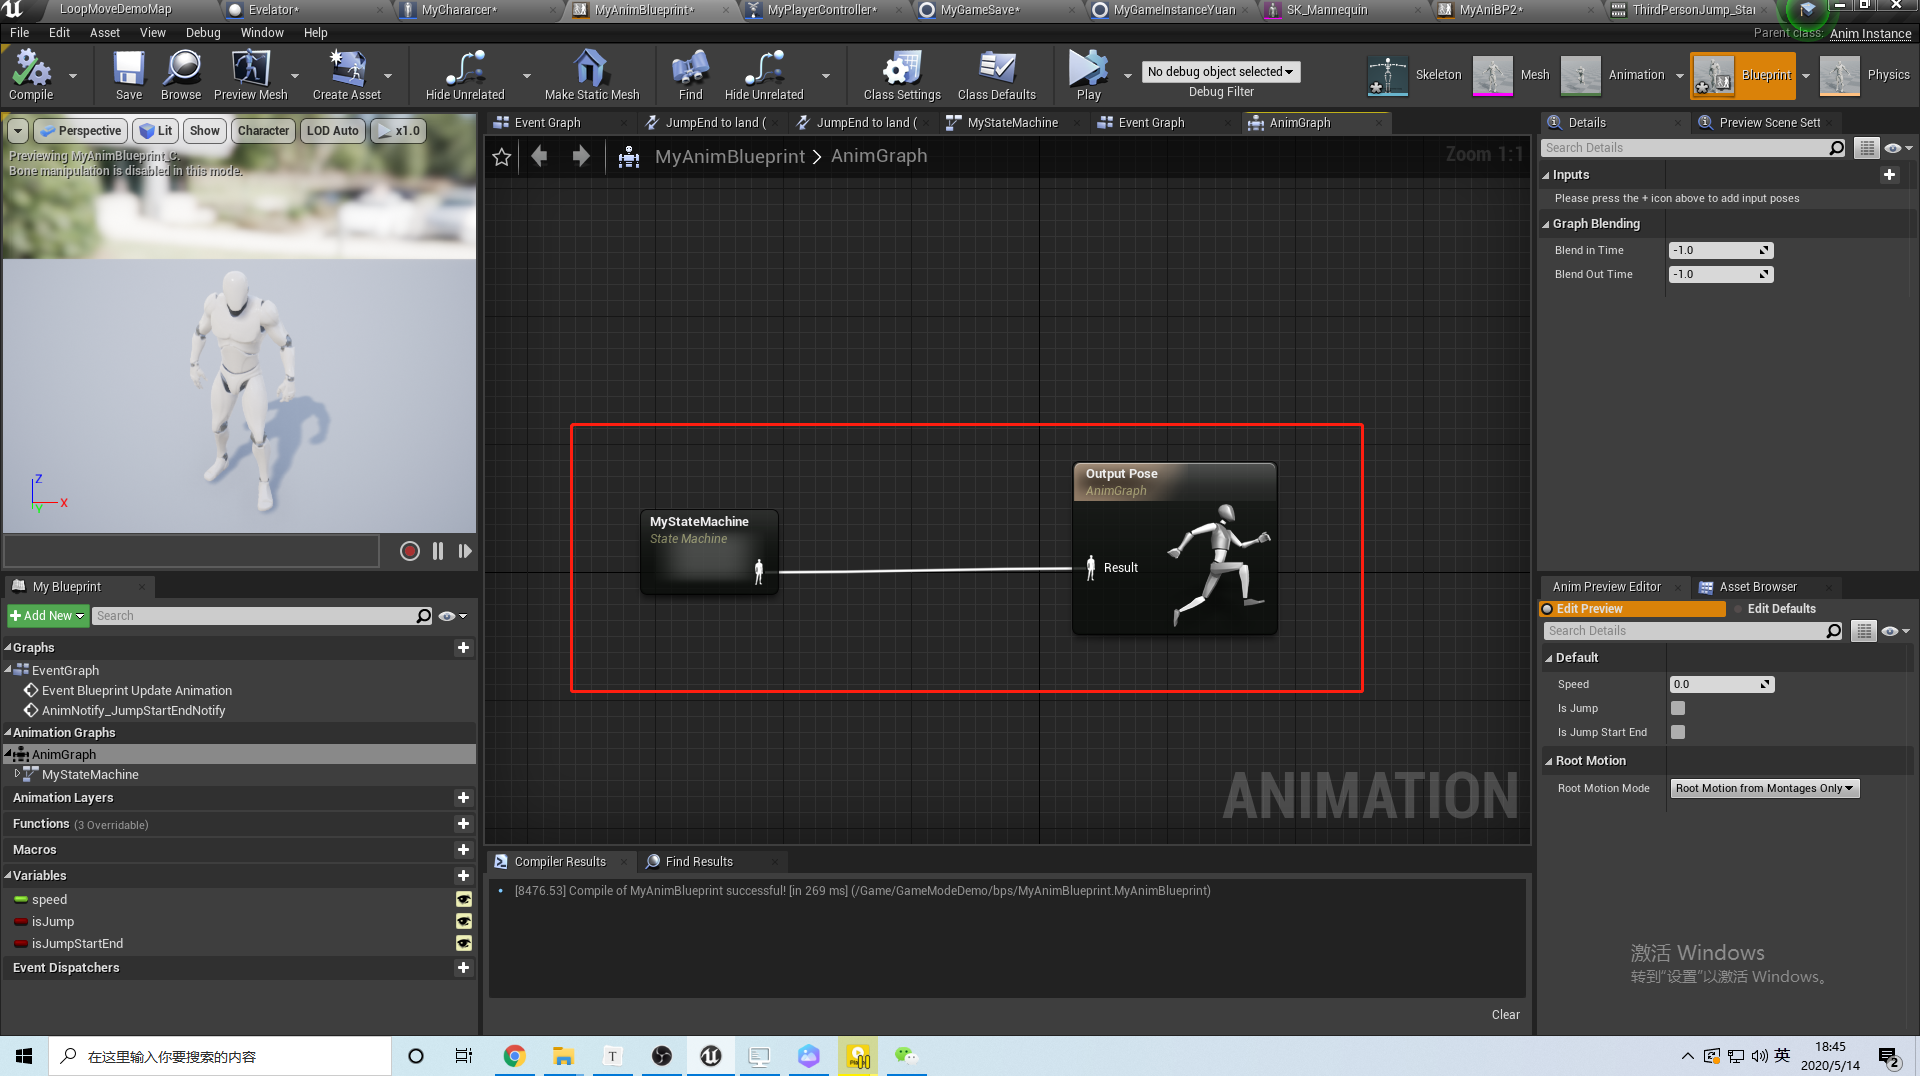 LoopMoveDemoMap
Evelator*
MyChararcer*
MyAnimBlueprint*
MyPlayerController*
MyGameSave*
MyGameInstanceYuan
SK_Mannequin
MyAniBP2*
ThirdPersonJump_Sta
File Edit Asset View Debug Window Help
Parent class: Anim Instance
Compile
Save
Browse
Preview Mesh
Create Asset
Hide Unrelated
Make Static Mesh
Find
Hide Unrelated
Class Settings
Class Defaults
Play
No debug object selected
Debug Filter
Skeleton
Mesh
Animation
Blueprint
Physics
Perspective
Lit
Show
Character
LOD Auto
x1.0
Previewing MyAnimBlueprint_C.
Bone manipulation is disabled in this mode.
Z
X
Y
Event Graph
JumpEnd to land (
JumpEnd to land (
MyStateMachine
Event Graph
AnimGraph
MyAnimBlueprint > AnimGraph
Zoom 1:1
MyStateMachine
State Machine
Output Pose
AnimGraph
Result
ANIMATION
Details
Preview Scene Sett
Search Details
Inputs
Please press the + icon above to add input poses
Graph Blending
Blend in Time
-1.0
Blend Out Time
-1.0
My Blueprint
Add New
Search
Graphs
EventGraph
Event Blueprint Update Animation
AnimNotify_JumpStartEndNotify
Animation Graphs
AnimGraph
MyStateMachine
Animation Layers
Functions (3 Overridable)
Macros
Variables
speed
isJump
isJumpStartEnd
Event Dispatchers
Compiler Results
Find Results
[8476.53] Compile of MyAnimBlueprint successful! [in 269 ms] (/Game/GameModeDemo/bps/MyAnimBlueprint.MyAnimBlueprint)
Clear
Anim Preview Editor
Asset Browser
Edit Preview
Edit Defaults
Search Details
Default
Speed
0.0
Is Jump
Is Jump Start End
Root Motion
Root Motion Mode
Root Motion from Montages Only
激活 Windows
转到“设置”以激活 Windows。
在这里输入你要搜索的内容
T
英
18:45
2020/5/14
2